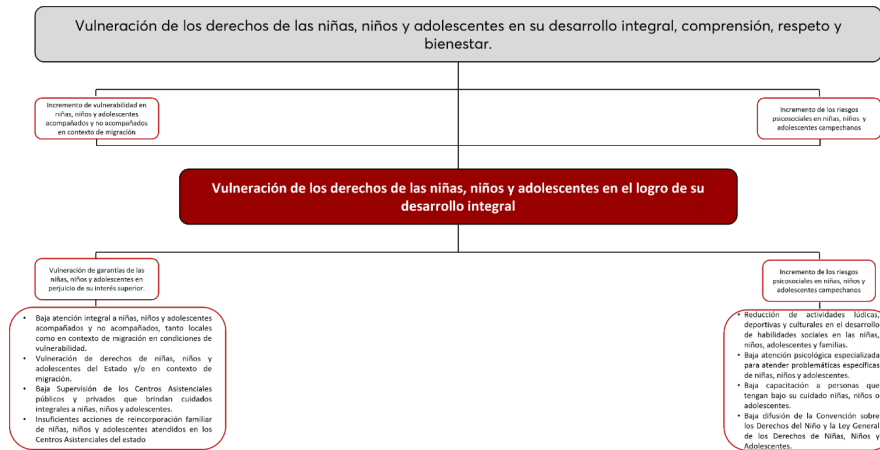 Vulneración de los derechos de las niñas, niños y adolescentes en su desarrollo integral, comprensión, respeto y
bienestar.
Incremento de vulnerabilidad en
niñas, niños y adolescentes
acompañados y no acompañados
en contexto de migración
Incremento de los riesgos
psicosociales en niñas, niños y
adolescentes campechanos
Vulneración de los derechos de las niñas, niños y adolescentes en el logro de su
desarrollo integral
Vulneración de garantías de las
niñas, niños y adolescentes en
perjuicio de su interés superior.
• Baja atención integral a niñas, niños y adolescentes
acompañados y no acompañados, tanto locales
como en contexto de migración en condiciones de
vulnerabilidad.
• Vulneración de derechos de niñas, niños y
adolescentes del Estado y/o en contexto de
migración.
• Baja Supervisión de los Centros Asistenciales
públicos y privados que brindan cuidados
integrales a niñas, niños y adolescentes.
• Insuficientes acciones de reincorporación familiar
de niñas, niños y adolescentes atendidos en los
Centros Asistenciales del estado
Incremento de los riesgos
psicosociales en niñas, niños y
adolescentes campechanos
• Reducción de actividades lúdicas,
deportivas y culturales en el desarrollo
de habilidades sociales en las niñas,
niños, adolescentes y familias.
• Baja atención psicológica especializada
para atender problemáticas específicas
de niñas, niños y adolescentes.
• Baja capacitación a personas que
tengan bajo su cuidado niñas, niños o
adolescentes.
• Baja difusión de la Convención sobre
los Derechos del Niño y la Ley General
de los Derechos de Niñas, Niños y
Adolescentes.